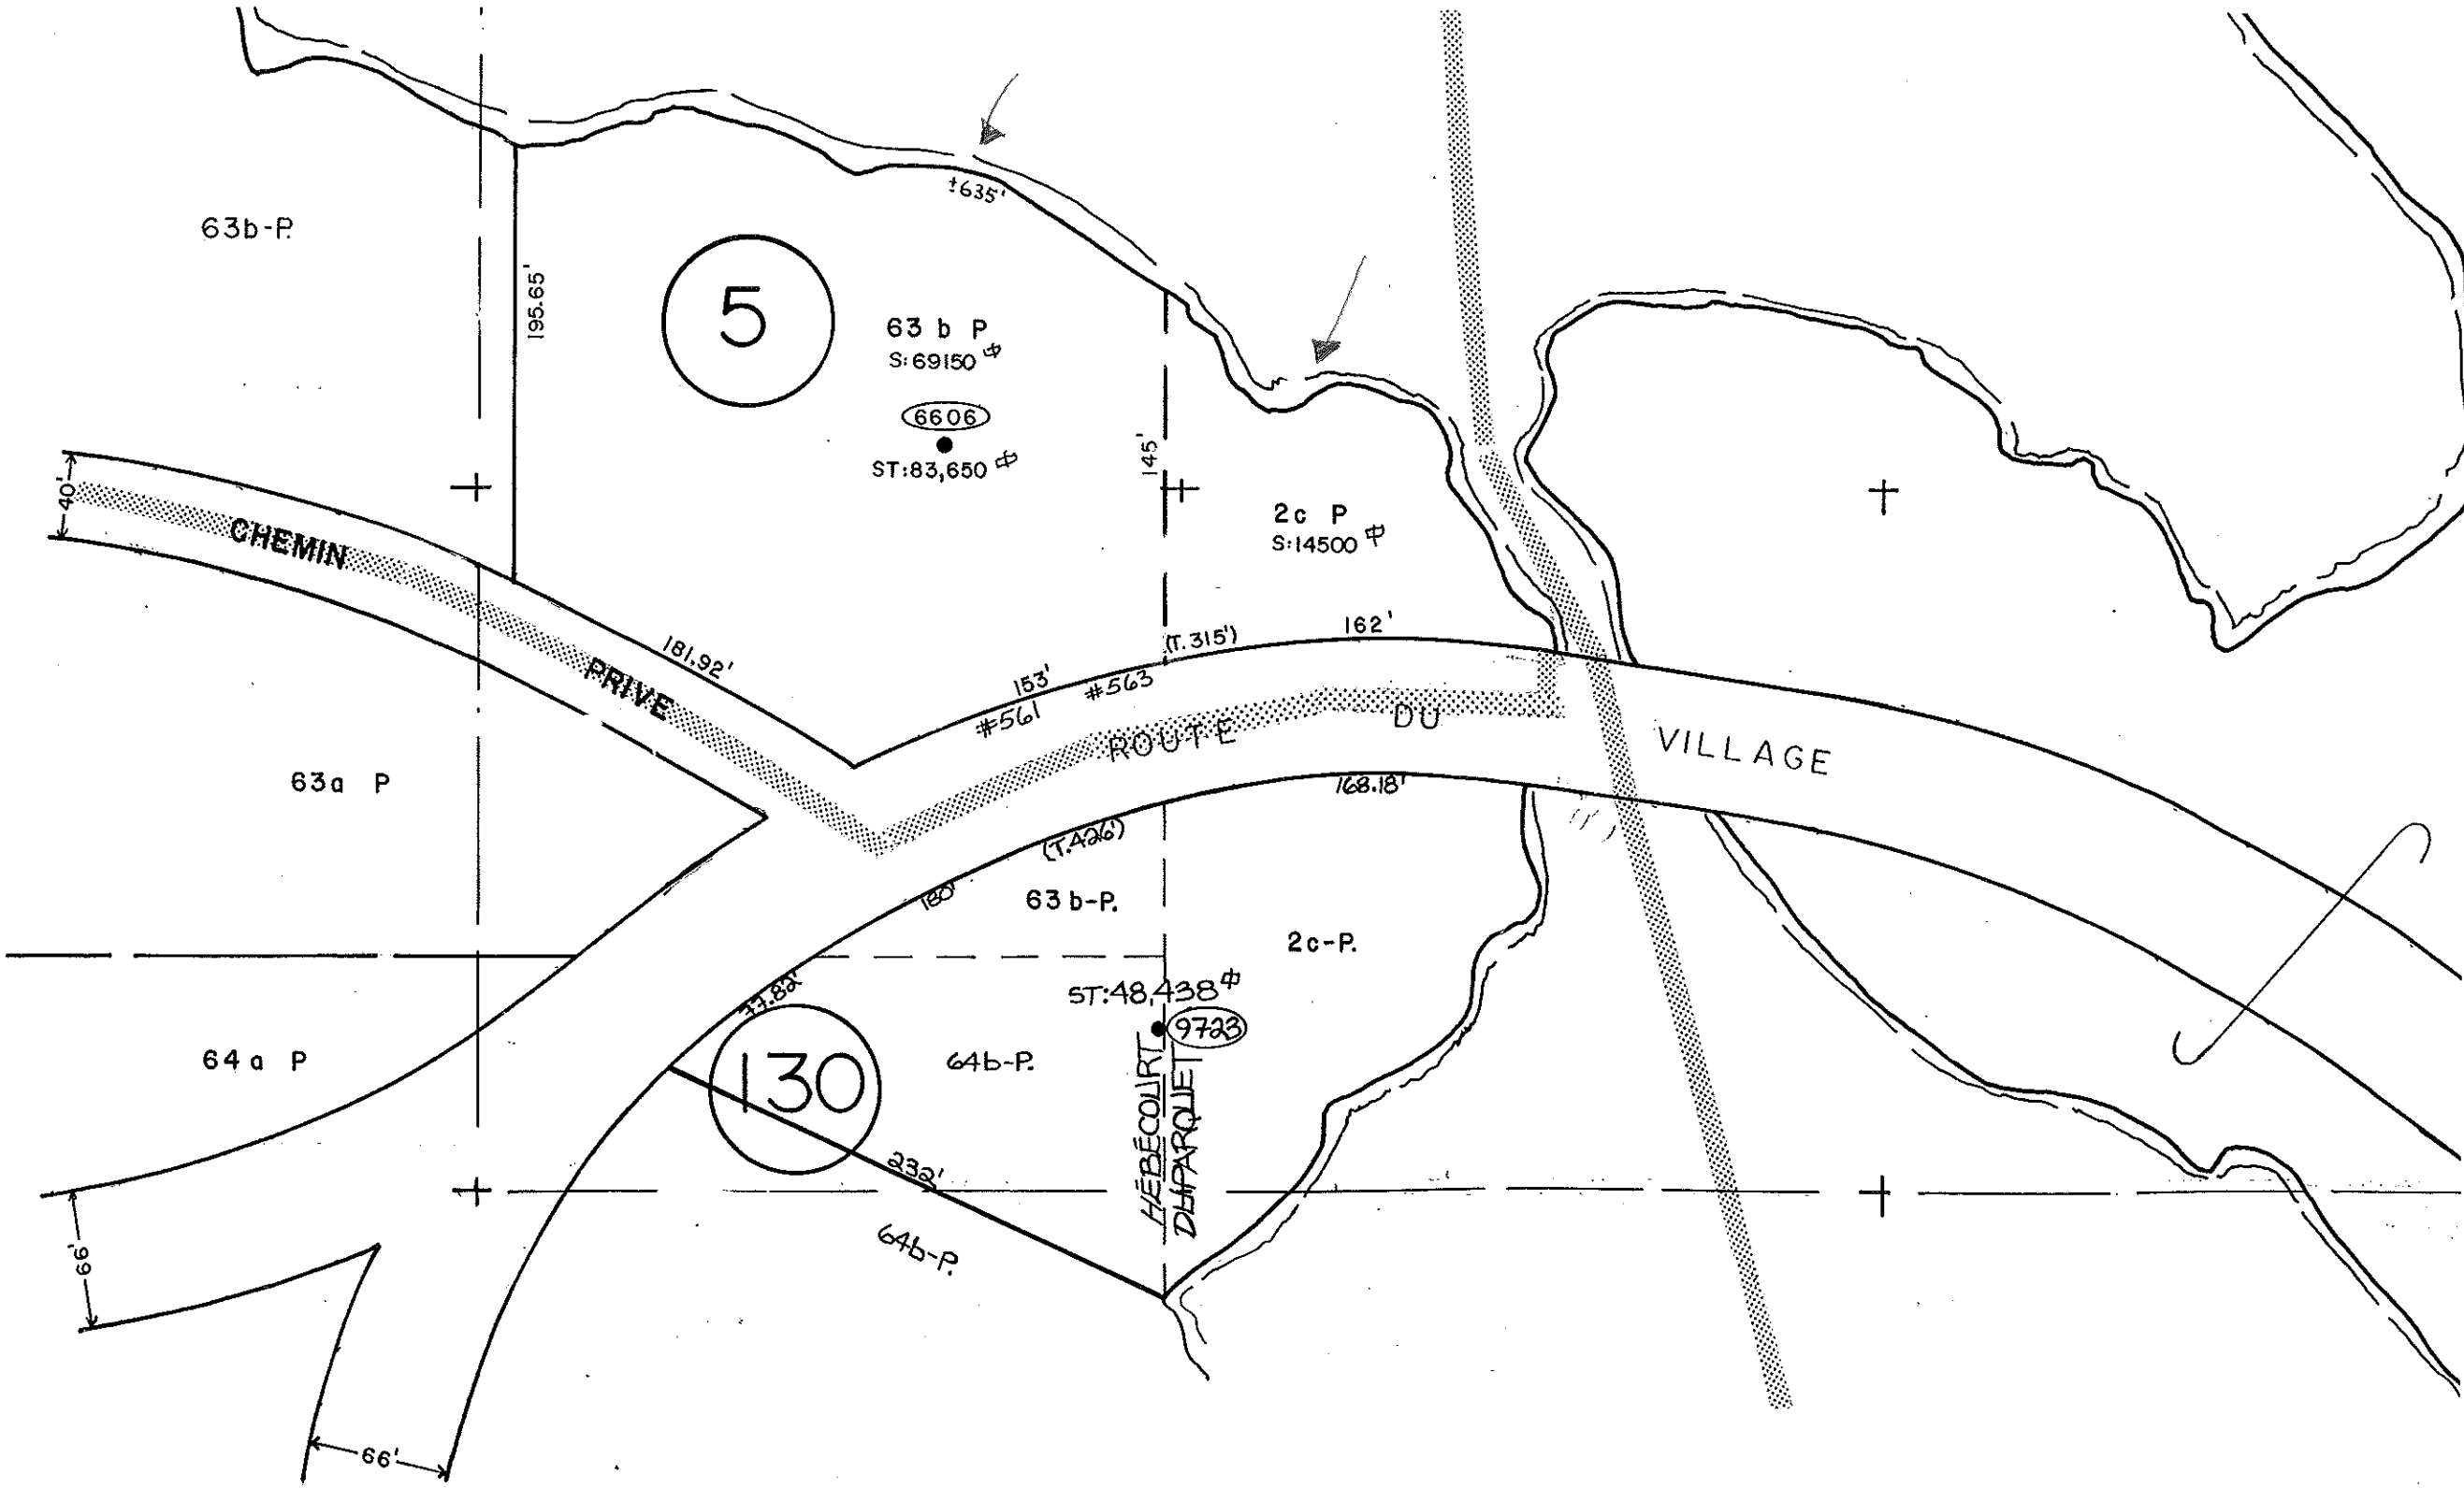 ±635'
63b-P.
195.65'
5
63 b P
S: 69150
6606
ST: 83,650
145'
40'
CHEMIN PRIVE
2c P
S: 14500
181.92'
153'
(T. 315')
162'
#561
#563
ROUTE DU VILLAGE
63a P
168.18'
(T. 426')
180'
63 b-P.
2c-P.
77.82'
ST: 48,438
9723
64 a P
130
64b-P.
HÉBÉCOURT
DUPARQUET
232'
64b-P.
66'
66'